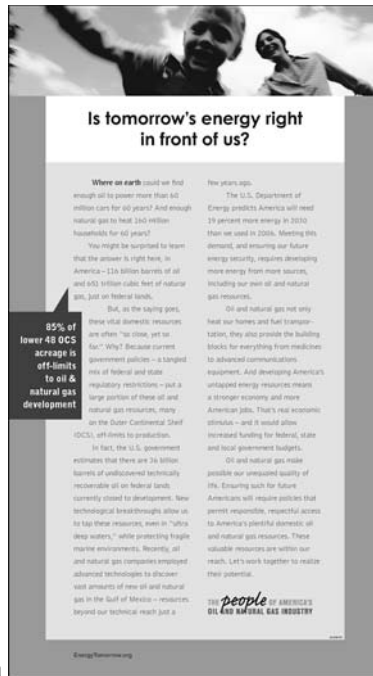 Is tomorrow's energy right
in front of us?
Where on earth could we find
enough oil to power more than 60
million cars for 60 years? And enough
natural gas to heat 160 million
households for 60 years?
You might be surprised to learn
that the answer is right here, in
America – 116 billion barrels of oil
and 651 trillion cubic feet of natural
gas, just on federal lands.
But, as the saying goes,
these vital domestic resources
are often "so close, yet so
far." Why? Because current
government policies – a tangled
mix of federal and state
regulatory restrictions – put a
large portion of these oil and
natural gas resources, many
on the Outer Continental Shelf
(OCS), off-limits to production.
In fact, the U.S. government
estimates that there are 36 billion
barrels of undiscovered technically
recoverable oil on federal lands
currently closed to development. New
technological breakthroughs allow us
to tap these resources, even in "ultra
deep waters," while protecting fragile
marine environments. Recently, oil
and natural gas companies employed
advanced technologies to discover
vast amounts of new oil and natural
gas in the Gulf of Mexico – resources
beyond our technical reach just a
85% of
lower 48 OCS
acreage is
off-limits
to oil &
natural gas
development
few years ago.
The U.S. Department of
Energy predicts America will need
19 percent more energy in 2030
than we used in 2006. Meeting this
demand, and ensuring our future
energy security, requires developing
more energy from more sources,
including our own oil and natural
gas resources.
Oil and natural gas not only
heat our homes and fuel transpor-
tation, they also provide the building
blocks for everything from medicines
to advanced communications
equipment. And developing America's
untapped energy resources means
a stronger economy and more
American jobs. That's real economic
stimulus – and it would allow
increased funding for federal, state
and local government budgets.
Oil and natural gas make
possible our unequaled quality of
life. Ensuring such for future
Americans will require policies that
permit responsible, respectful access
to America's plentiful domestic oil
and natural gas resources. These
valuable resources are within our
reach. Let's work together to realize
their potential.
THE people OF AMERICA'S
OIL AND NATURAL GAS INDUSTRY
EnergyTomorrow.org